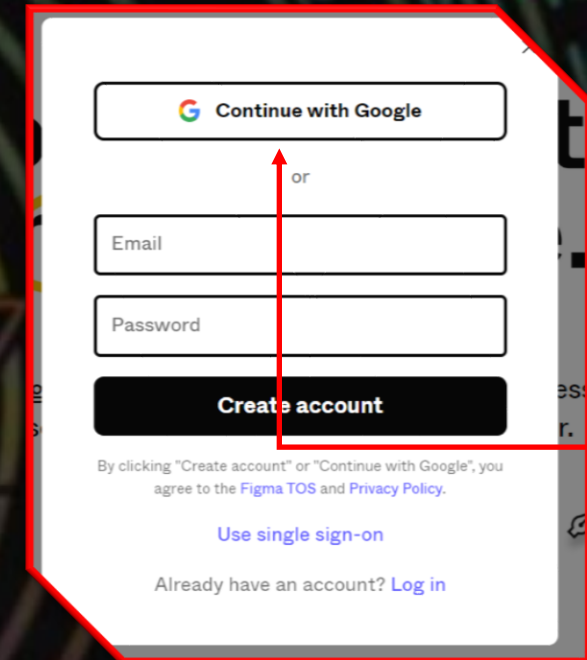 Continue with Google
or
Email
Password
Create account
By clicking "Create account" or "Continue with Google", you
agree to the Figma TOS and Privacy Policy.
Use single sign-on
Already have an account? Log in